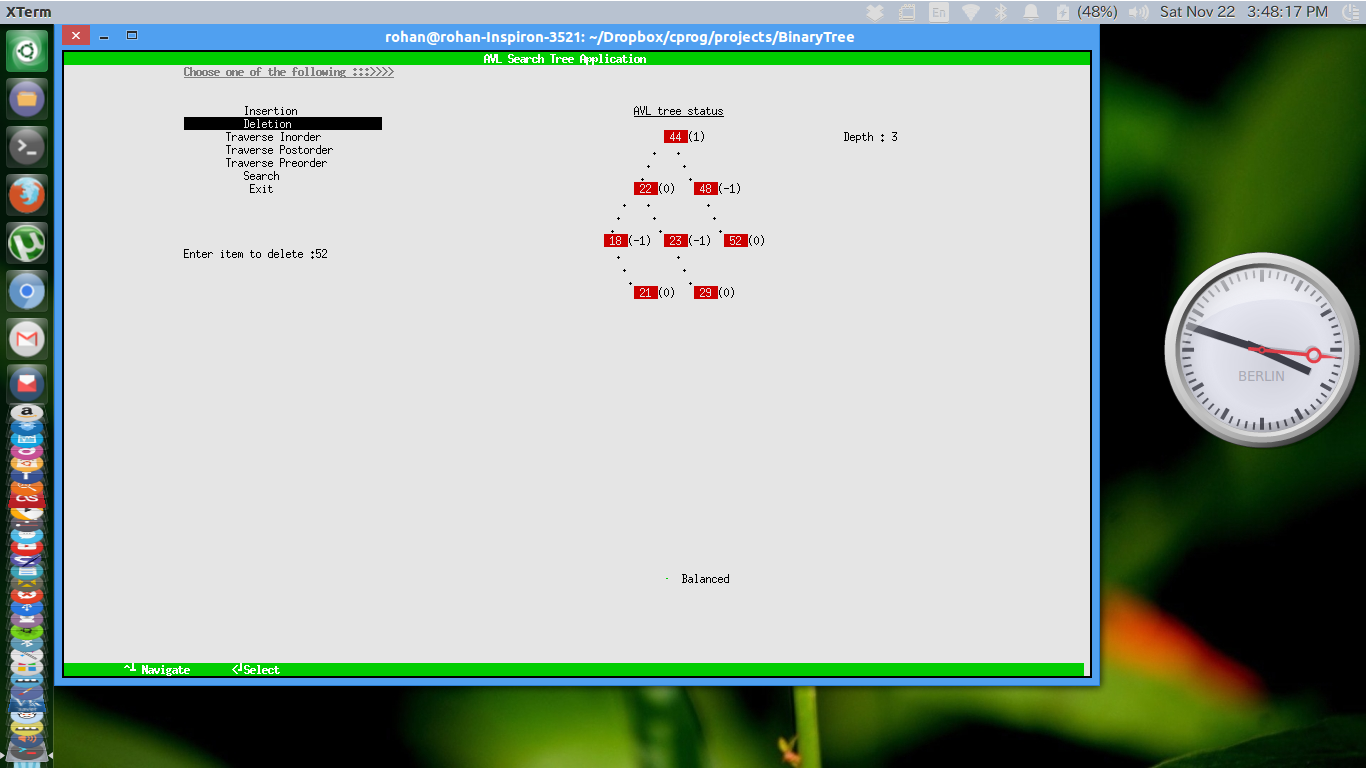 XTerm
En (48%) Sat Nov 22 3:48:17 PM
rohan@rohan-Inspiron-3521: ~/Dropbox/cprog/projects/BinaryTree
AVL Search Tree Application
Choose one of the following :::>>>>
Insertion
AVL tree status
Deletion
Traverse Inorder
44(1)
Depth : 3
Traverse Postorder
Traverse Preorder
Search
Exit
22(0) 48(-1)
18(-1) 23(-1) 52(0)
Enter item to delete :52
21(0) 29(0)
BERLIN
Balanced
Navigate Select